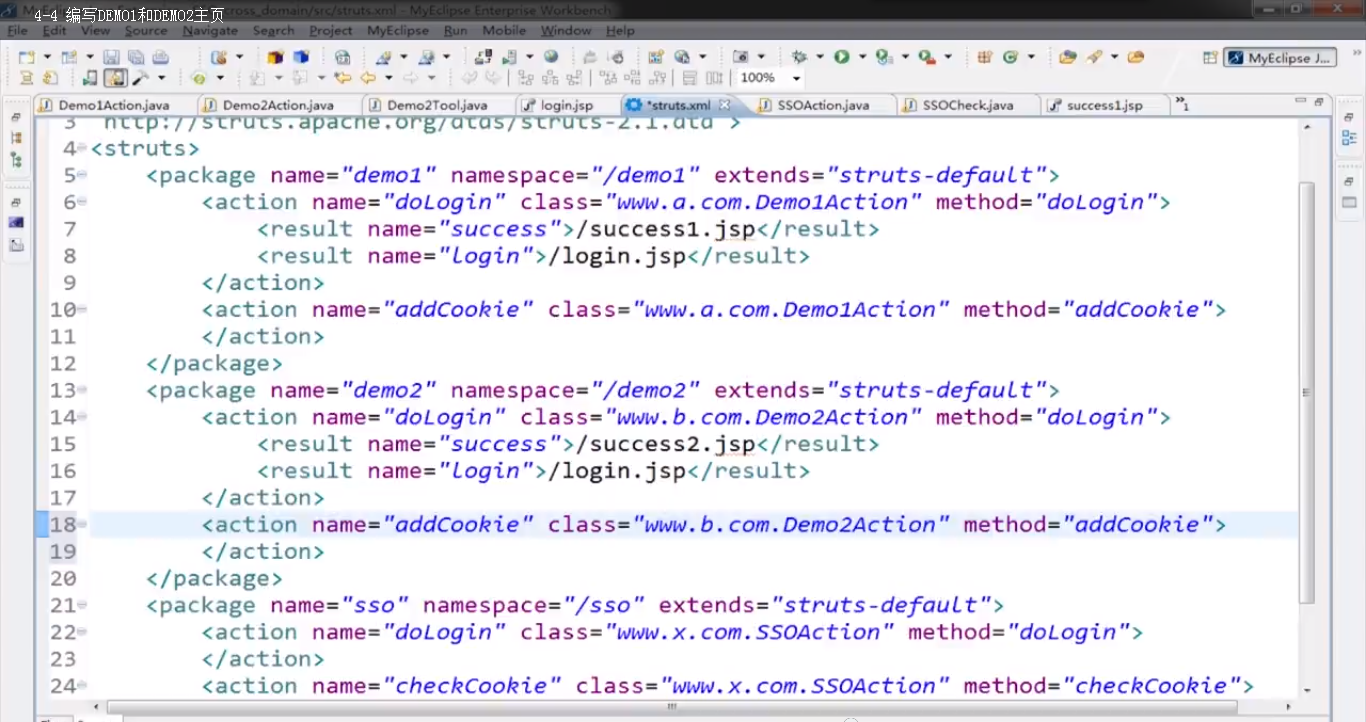 4-4 编写DEMO1和DEMO2主页
cross_domain/src/struts.xml - MyEclipse Enterprise Workbench
File Edit Source Navigate Search Project MyEclipse Run Mobile Window Help
100%
MyEclipse J...
Demo1Action.java Demo2Action.java Demo2Tool.java login.jsp *struts.xml SSOAction.java SSOCheck.java success1.jsp »1
3 "http://struts.apache.org/dtds/struts-2.1.dtd">
4 <struts>
5 <package name="demo1" namespace="/demo1" extends="struts-default">
6 <action name="doLogin" class="www.a.com.Demo1Action" method="doLogin">
7 <result name="success">/success1.jsp</result>
8 <result name="login">/login.jsp</result>
9 </action>
10 <action name="addCookie" class="www.a.com.Demo1Action" method="addCookie">
11 </action>
12 </package>
13 <package name="demo2" namespace="/demo2" extends="struts-default">
14 <action name="doLogin" class="www.b.com.Demo2Action" method="doLogin">
15 <result name="success">/success2.jsp</result>
16 <result name="login">/login.jsp</result>
17 </action>
18 <action name="addCookie" class="www.b.com.Demo2Action" method="addCookie">
19 </action>
20 </package>
21 <package name="sso" namespace="/sso" extends="struts-default">
22 <action name="doLogin" class="www.x.com.SSOAction" method="doLogin">
23 </action>
24 <action name="checkCookie" class="www.x.com.SSOAction" method="checkCookie">